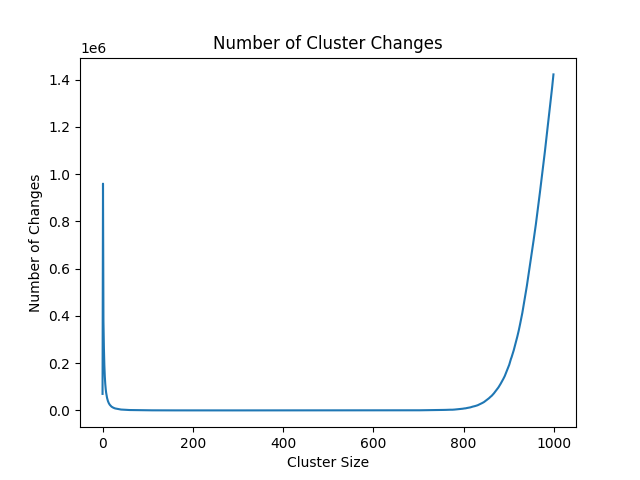 Number of Cluster Changes
1e6
1.4
1.2
1.0
0.8
0.6
0.4
0.2
0.0
Number of Changes
0 200 400 600 800 1000
Cluster Size